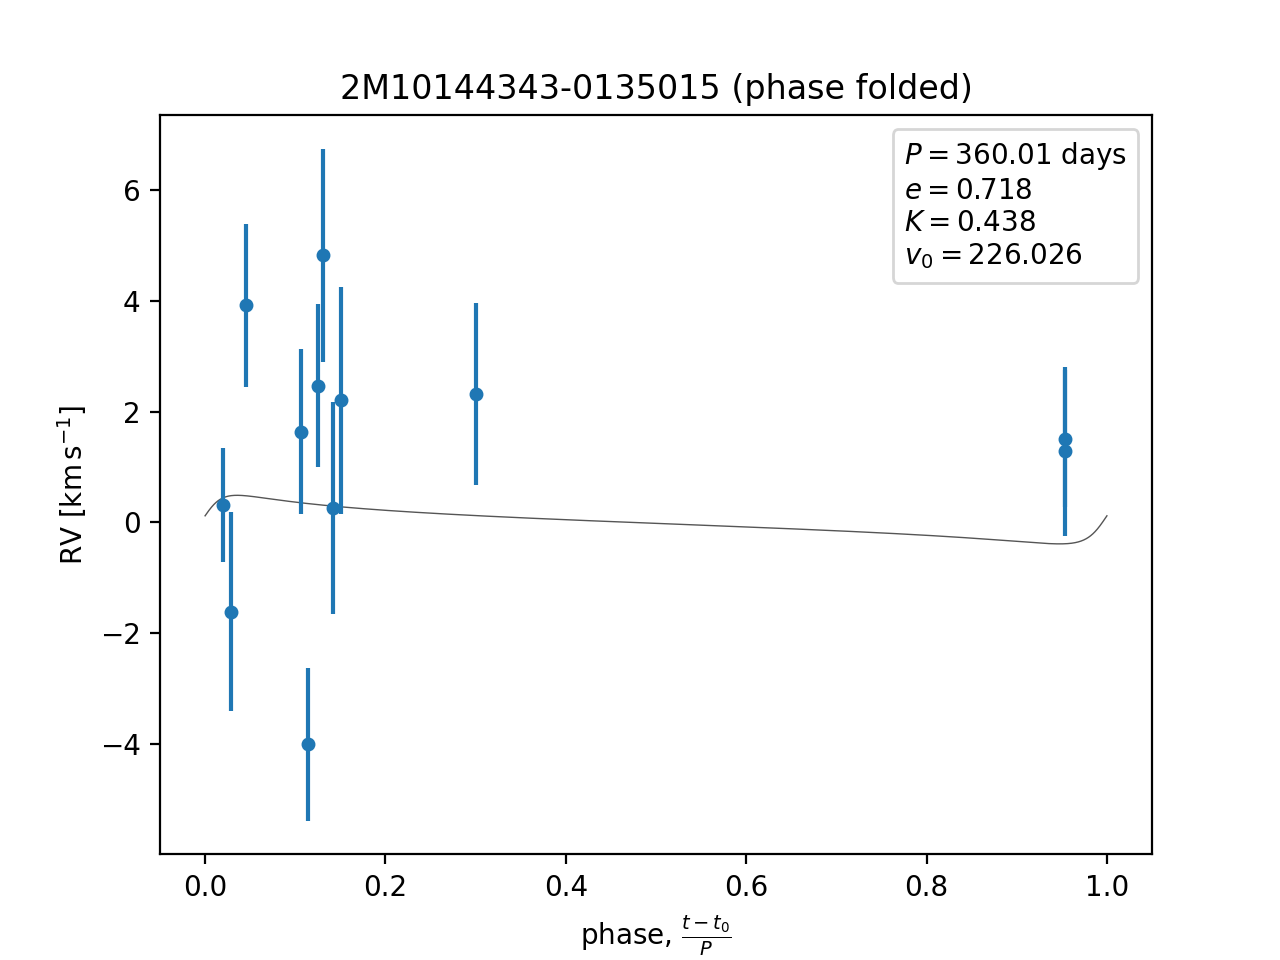 2M10144343-0135015 (phase folded)
P = 360.01 days
e = 0.718
K = 0.438
v₀ = 226.026
RV [km s⁻¹]
6
4
2
0
−2
−4
0.0 0.2 0.4 0.6 0.8 1.0
phase, (t − t₀)/P